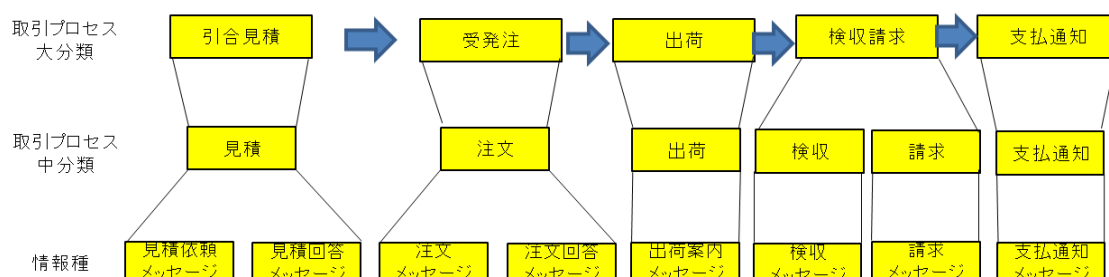 取引プロセス
大分類
引合見積
受発注
出荷
検収請求
支払通知
取引プロセス
中分類
見積
注文
出荷
検収
請求
支払通知
情報種
見積依頼
メッセージ
見積回答
メッセージ
注文
メッセージ
注文回答
メッセージ
出荷案内
メッセージ
検収
メッセージ
請求
メッセージ
支払通知
メッセージ